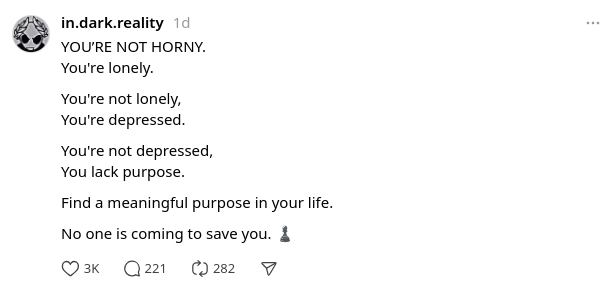 in.dark.reality 1d
YOU’RE NOT HORNY.
You're lonely.
You're not lonely,
You're depressed.
You're not depressed,
You lack purpose.
Find a meaningful purpose in your life.
No one is coming to save you. ♟️
3K 221 282